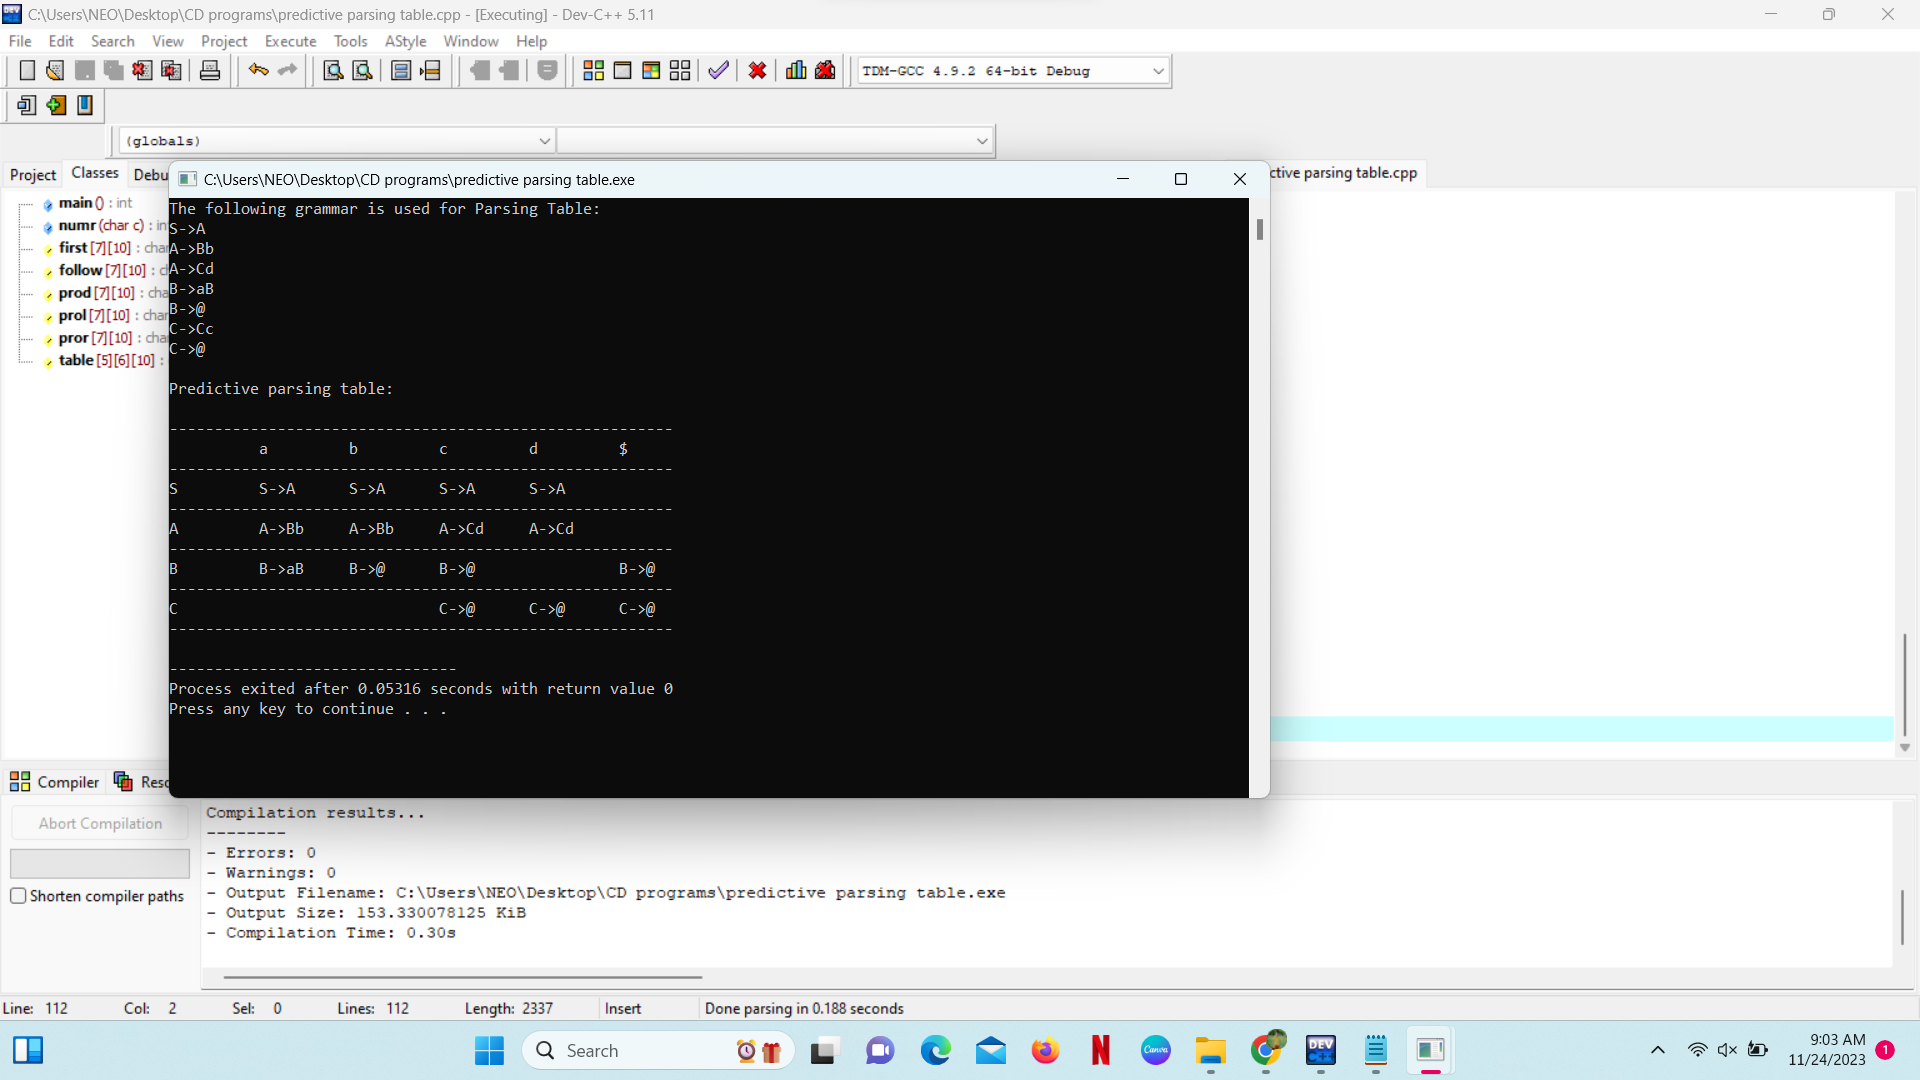 C:\Users\NEO\Desktop\CD programs\predictive parsing table.cpp - [Executing] - Dev-C++ 5.11
File Edit Search View Project Execute Tools AStyle Window Help
TDM-GCC 4.9.2 64-bit Debug
(globals)
Project Classes Debu
C:\Users\NEO\Desktop\CD programs\predictive parsing table.exe
ctive parsing table.cpp
main () : int
numr (char c) : in
first [7][10] : char
follow [7][10] : c
prod [7][10] : cha
prol [7][10] : char
pror [7][10] : cha
table [5][6][10] :
The following grammar is used for Parsing Table:
S->A
A->Bb
A->Cd
B->aB
B->@
C->Cc
C->@
Predictive parsing table:
--------------------------------------------------------
a b c d $
--------------------------------------------------------
S S->A S->A S->A S->A
--------------------------------------------------------
A A->Bb A->Bb A->Cd A->Cd
--------------------------------------------------------
B B->aB B->@ B->@ B->@
--------------------------------------------------------
C C->@ C->@ C->@
--------------------------------------------------------
--------------------------------
Process exited after 0.05316 seconds with return value 0
Press any key to continue . . .
Compiler Reso
Abort Compilation
Shorten compiler paths
Compilation results...
--------
- Errors: 0
- Warnings: 0
- Output Filename: C:\Users\NEO\Desktop\CD programs\predictive parsing table.exe
- Output Size: 153.330078125 KiB
- Compilation Time: 0.30s
Line: 112 Col: 2 Sel: 0 Lines: 112 Length: 2337 Insert Done parsing in 0.188 seconds
Search
N
Canva
DEV
C++
9:03 AM
11/24/2023
1